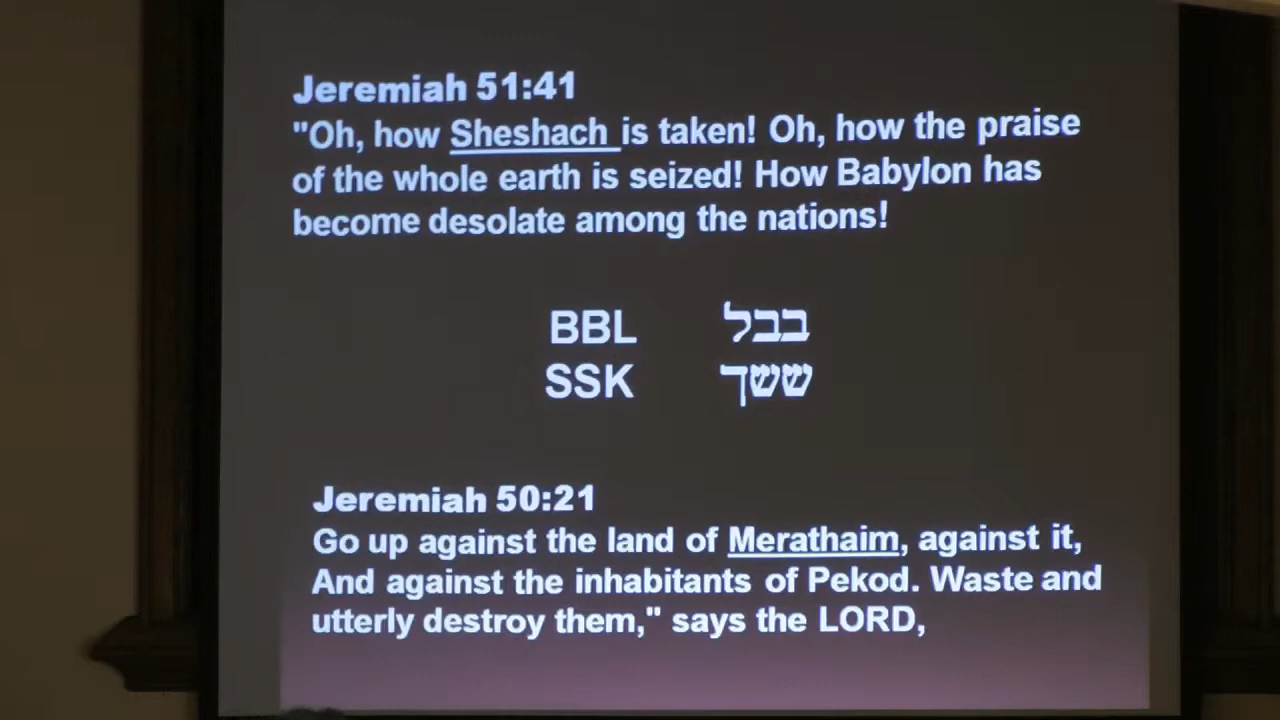 Jeremiah 51:41
"Oh, how Sheshach is taken! Oh, how the praise
of the whole earth is seized! How Babylon has
become desolate among the nations!
BBL בבל
SSK ששך
Jeremiah 50:21
Go up against the land of Merathaim, against it,
And against the inhabitants of Pekod. Waste and
utterly destroy them," says the LORD,